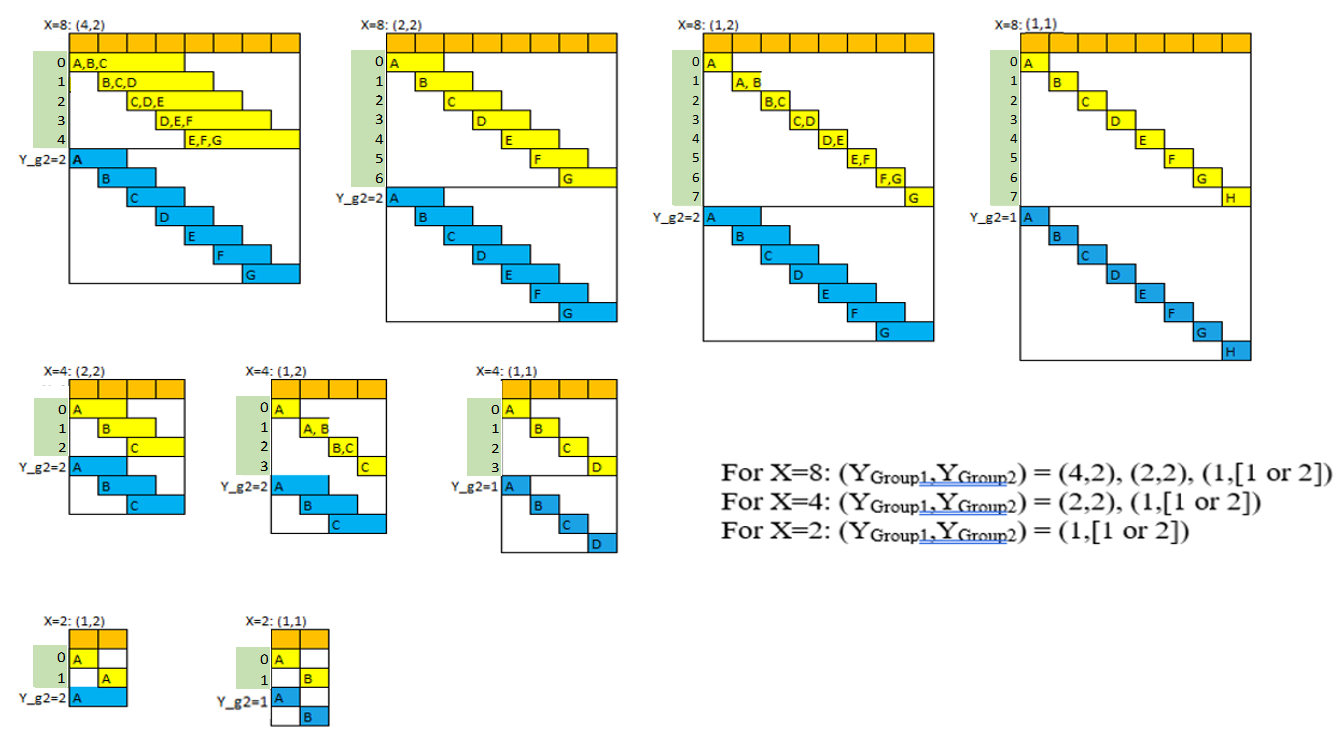 X=8: (4,2)
0 A,B,C
1 B,C,D
2 C,D,E
3 D,E,F
4 E,F,G
Y_g2=2 A
B
C
D
E
F
G
X=8: (2,2)
0 A
1 B
2 C
3 D
4 E
5 F
6 G
Y_g2=2 A
B
C
D
E
F
G
X=8: (1,2)
0 A
1 A, B
2 B,C
3 C,D
4 D,E
5 E,F
6 F,G
7 G
Y_g2=2 A
B
C
D
E
F
G
X=8: (1,1)
0 A
1 B
2 C
3 D
4 E
5 F
6 G
7 H
Y_g2=1 A
B
C
D
E
F
G
H
X=4: (2,2)
0 A
1 B
2 C
Y_g2=2 A
B
C
X=4: (1,2)
0 A
1 A, B
2 B,C
3 C
Y_g2=2 A
B
C
X=4: (1,1)
0 A
1 B
2 C
3 D
Y_g2=1 A
B
C
D
For X=8: (YGroup1,YGroup2) = (4,2), (2,2), (1,[1 or 2])
For X=4: (YGroup1,YGroup2) = (2,2), (1,[1 or 2])
For X=2: (YGroup1,YGroup2) = (1,[1 or 2])
X=2: (1,2)
0 A
1 A
Y_g2=2 A
X=2: (1,1)
0 A
1 B
Y_g2=1 A
B